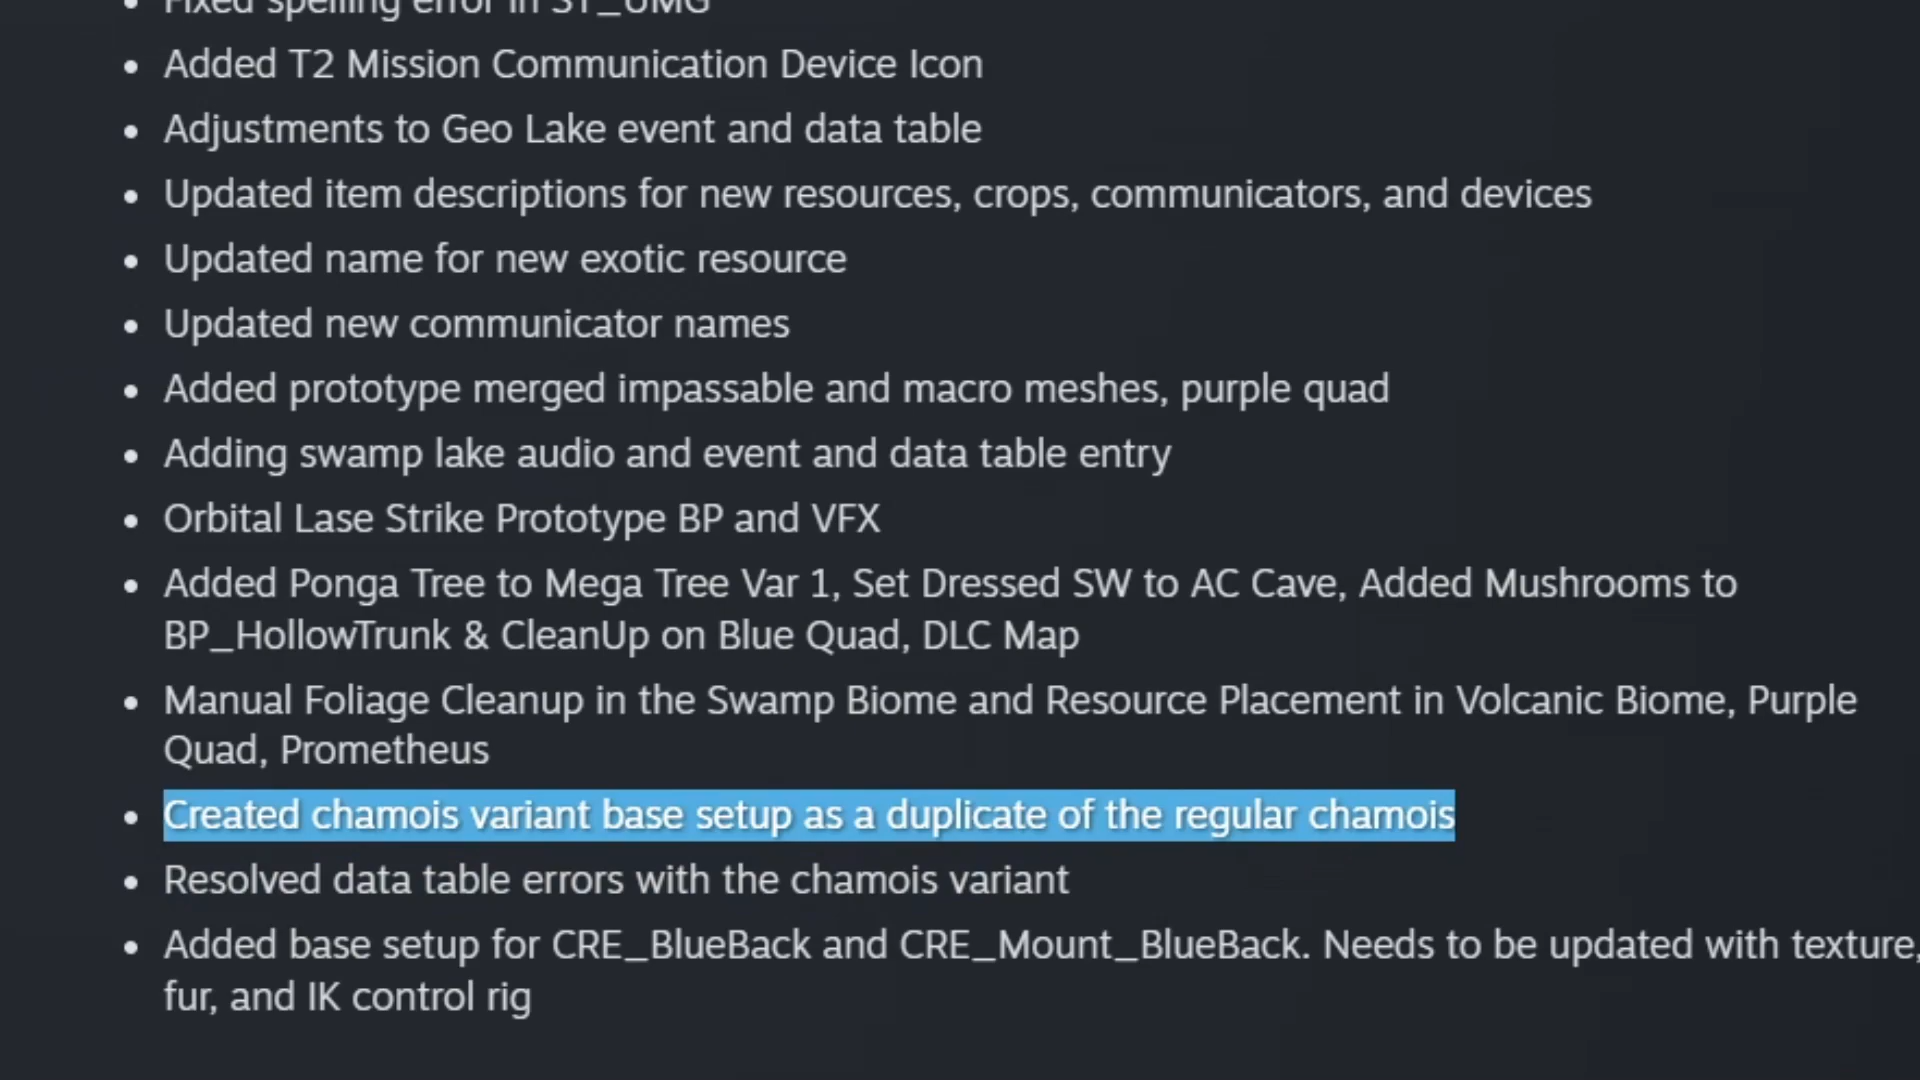 Fixed spelling error in ST_UMG
Added T2 Mission Communication Device Icon
Adjustments to Geo Lake event and data table
Updated item descriptions for new resources, crops, communicators, and devices
Updated name for new exotic resource
Updated new communicator names
Added prototype merged impassable and macro meshes, purple quad
Adding swamp lake audio and event and data table entry
Orbital Lase Strike Prototype BP and VFX
Added Ponga Tree to Mega Tree Var 1, Set Dressed SW to AC Cave, Added Mushrooms to
BP_HollowTrunk & CleanUp on Blue Quad, DLC Map
Manual Foliage Cleanup in the Swamp Biome and Resource Placement in Volcanic Biome, Purple
Quad, Prometheus
Created chamois variant base setup as a duplicate of the regular chamois
Resolved data table errors with the chamois variant
Added base setup for CRE_BlueBack and CRE_Mount_BlueBack. Needs to be updated with texture,
fur, and IK control rig